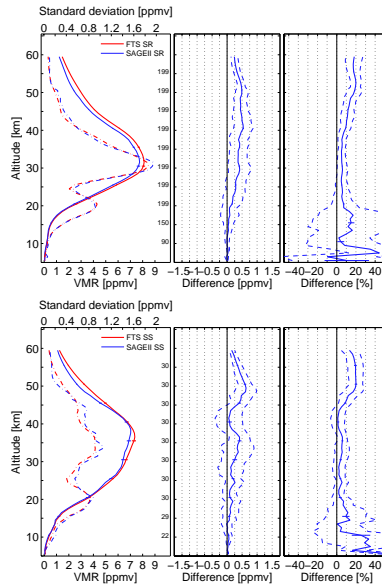 Standard deviation [ppmv]
0 0.4 0.8 1.2 1.6 2
FTS SR
SAGEII SR
60
50
40
30
20
10
Altitude [km]
199
199
199
199
199
199
199
150
90
0 1 2 3 4 5 6 7 8 9
−1.5−1−0.5 0 0.5 1 1.5
−40 −20 0 20 40
VMR [ppmv]
Difference [ppmv]
Difference [%]
Standard deviation [ppmv]
0 0.4 0.8 1.2 1.6 2
FTS SS
SAGEII SS
60
50
40
30
20
10
Altitude [km]
30
30
30
30
30
30
30
29
22
0 1 2 3 4 5 6 7 8 9
−1.5−1−0.5 0 0.5 1 1.5
−40 −20 0 20 40
VMR [ppmv]
Difference [ppmv]
Difference [%]